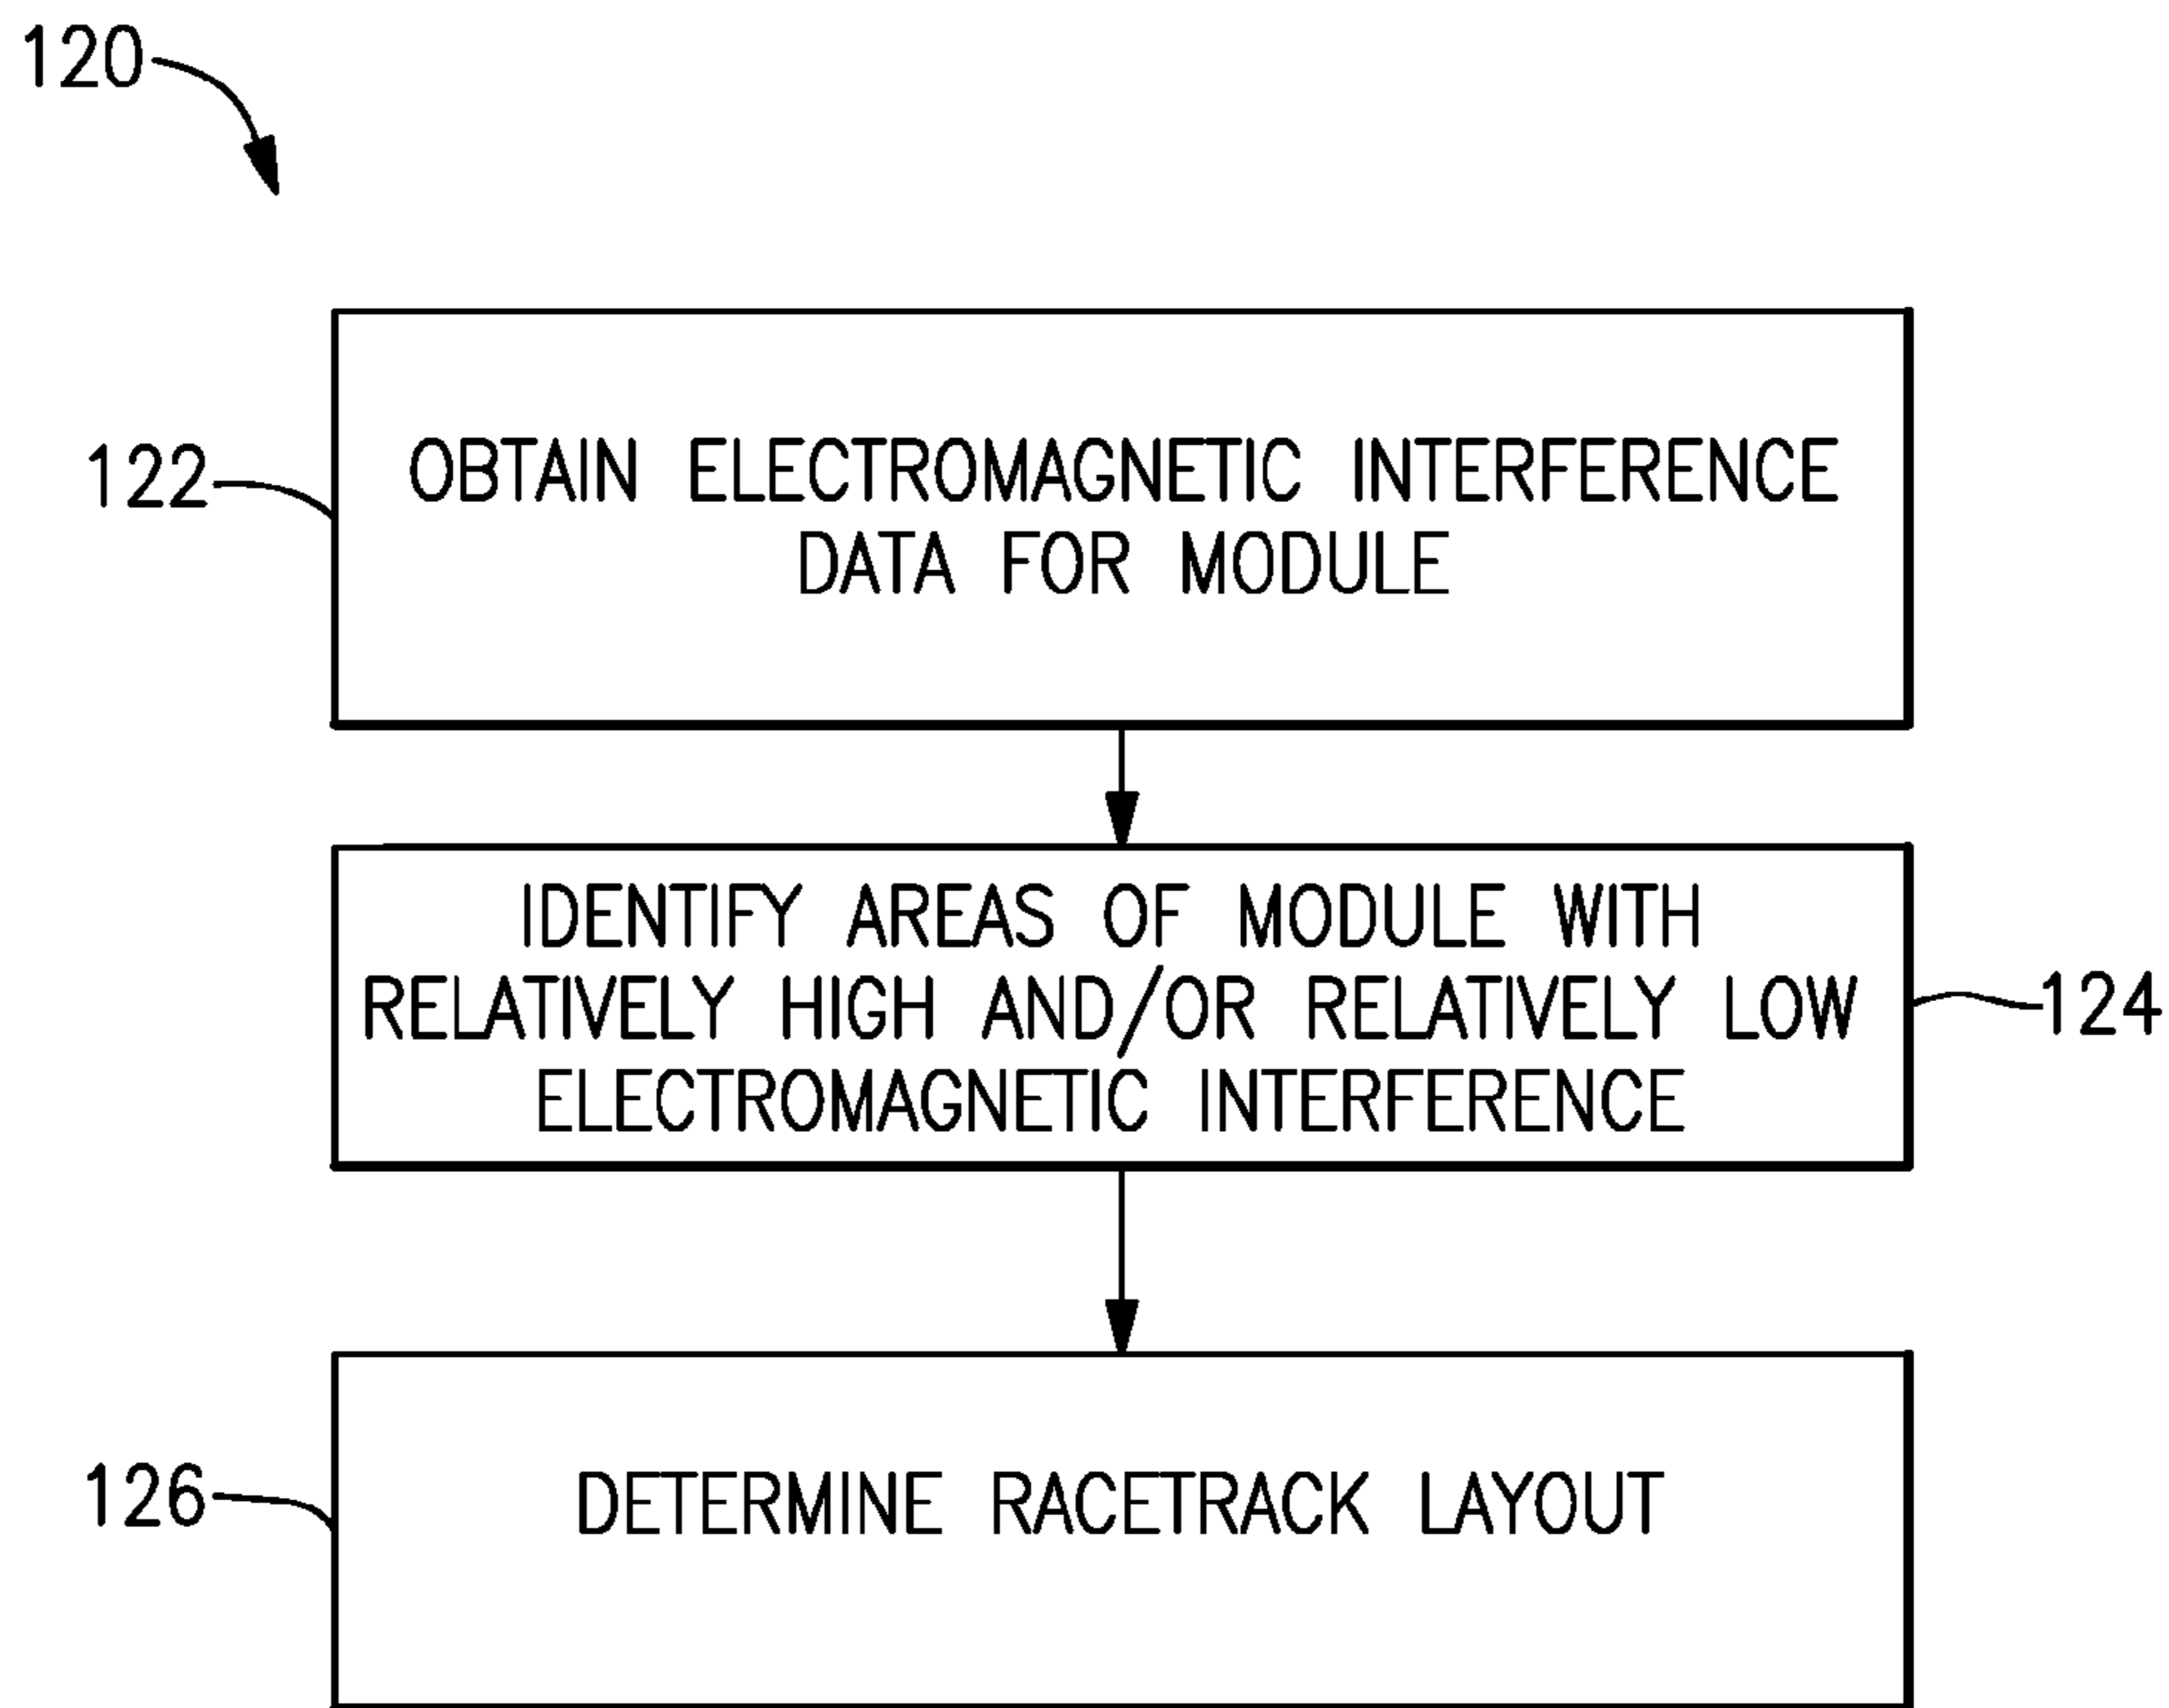 120
122
OBTAIN ELECTROMAGNETIC INTERFERENCE
DATA FOR MODULE
IDENTIFY AREAS OF MODULE WITH
RELATIVELY HIGH AND/OR RELATIVELY LOW
ELECTROMAGNETIC INTERFERENCE
124
126
DETERMINE RACETRACK LAYOUT